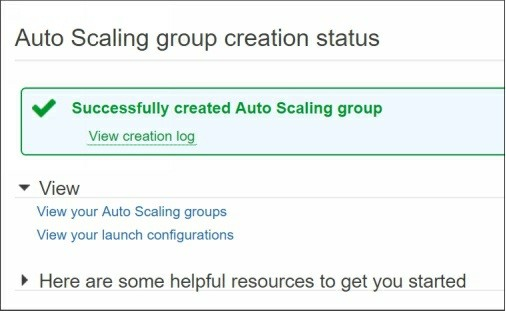 Auto Scaling group creation status
Successfully created Auto Scaling group
View creation log
View
View your Auto Scaling groups
View your launch configurations
Here are some helpful resources to get you started